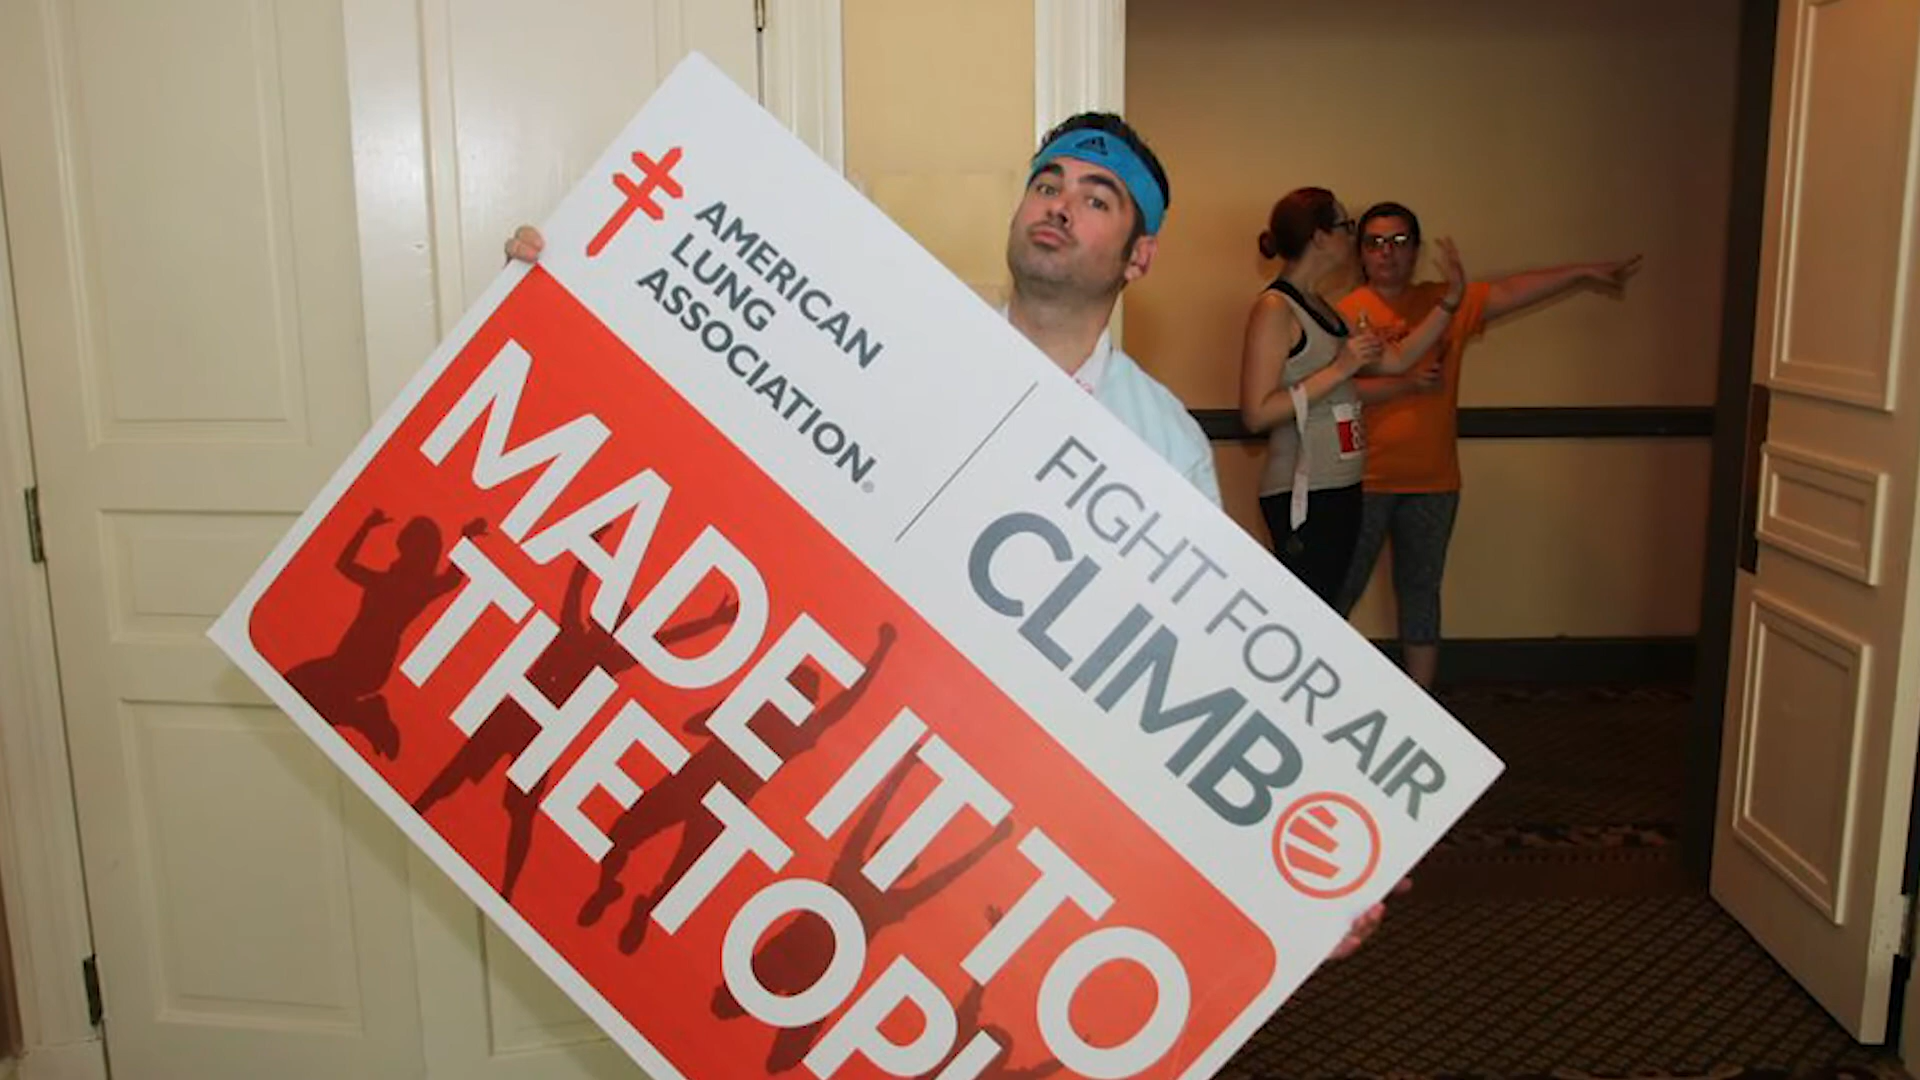 AMERICAN
LUNG
ASSOCIATION®
FIGHT FOR AIR
CLIMB
MADE IT TO
THE TOP!